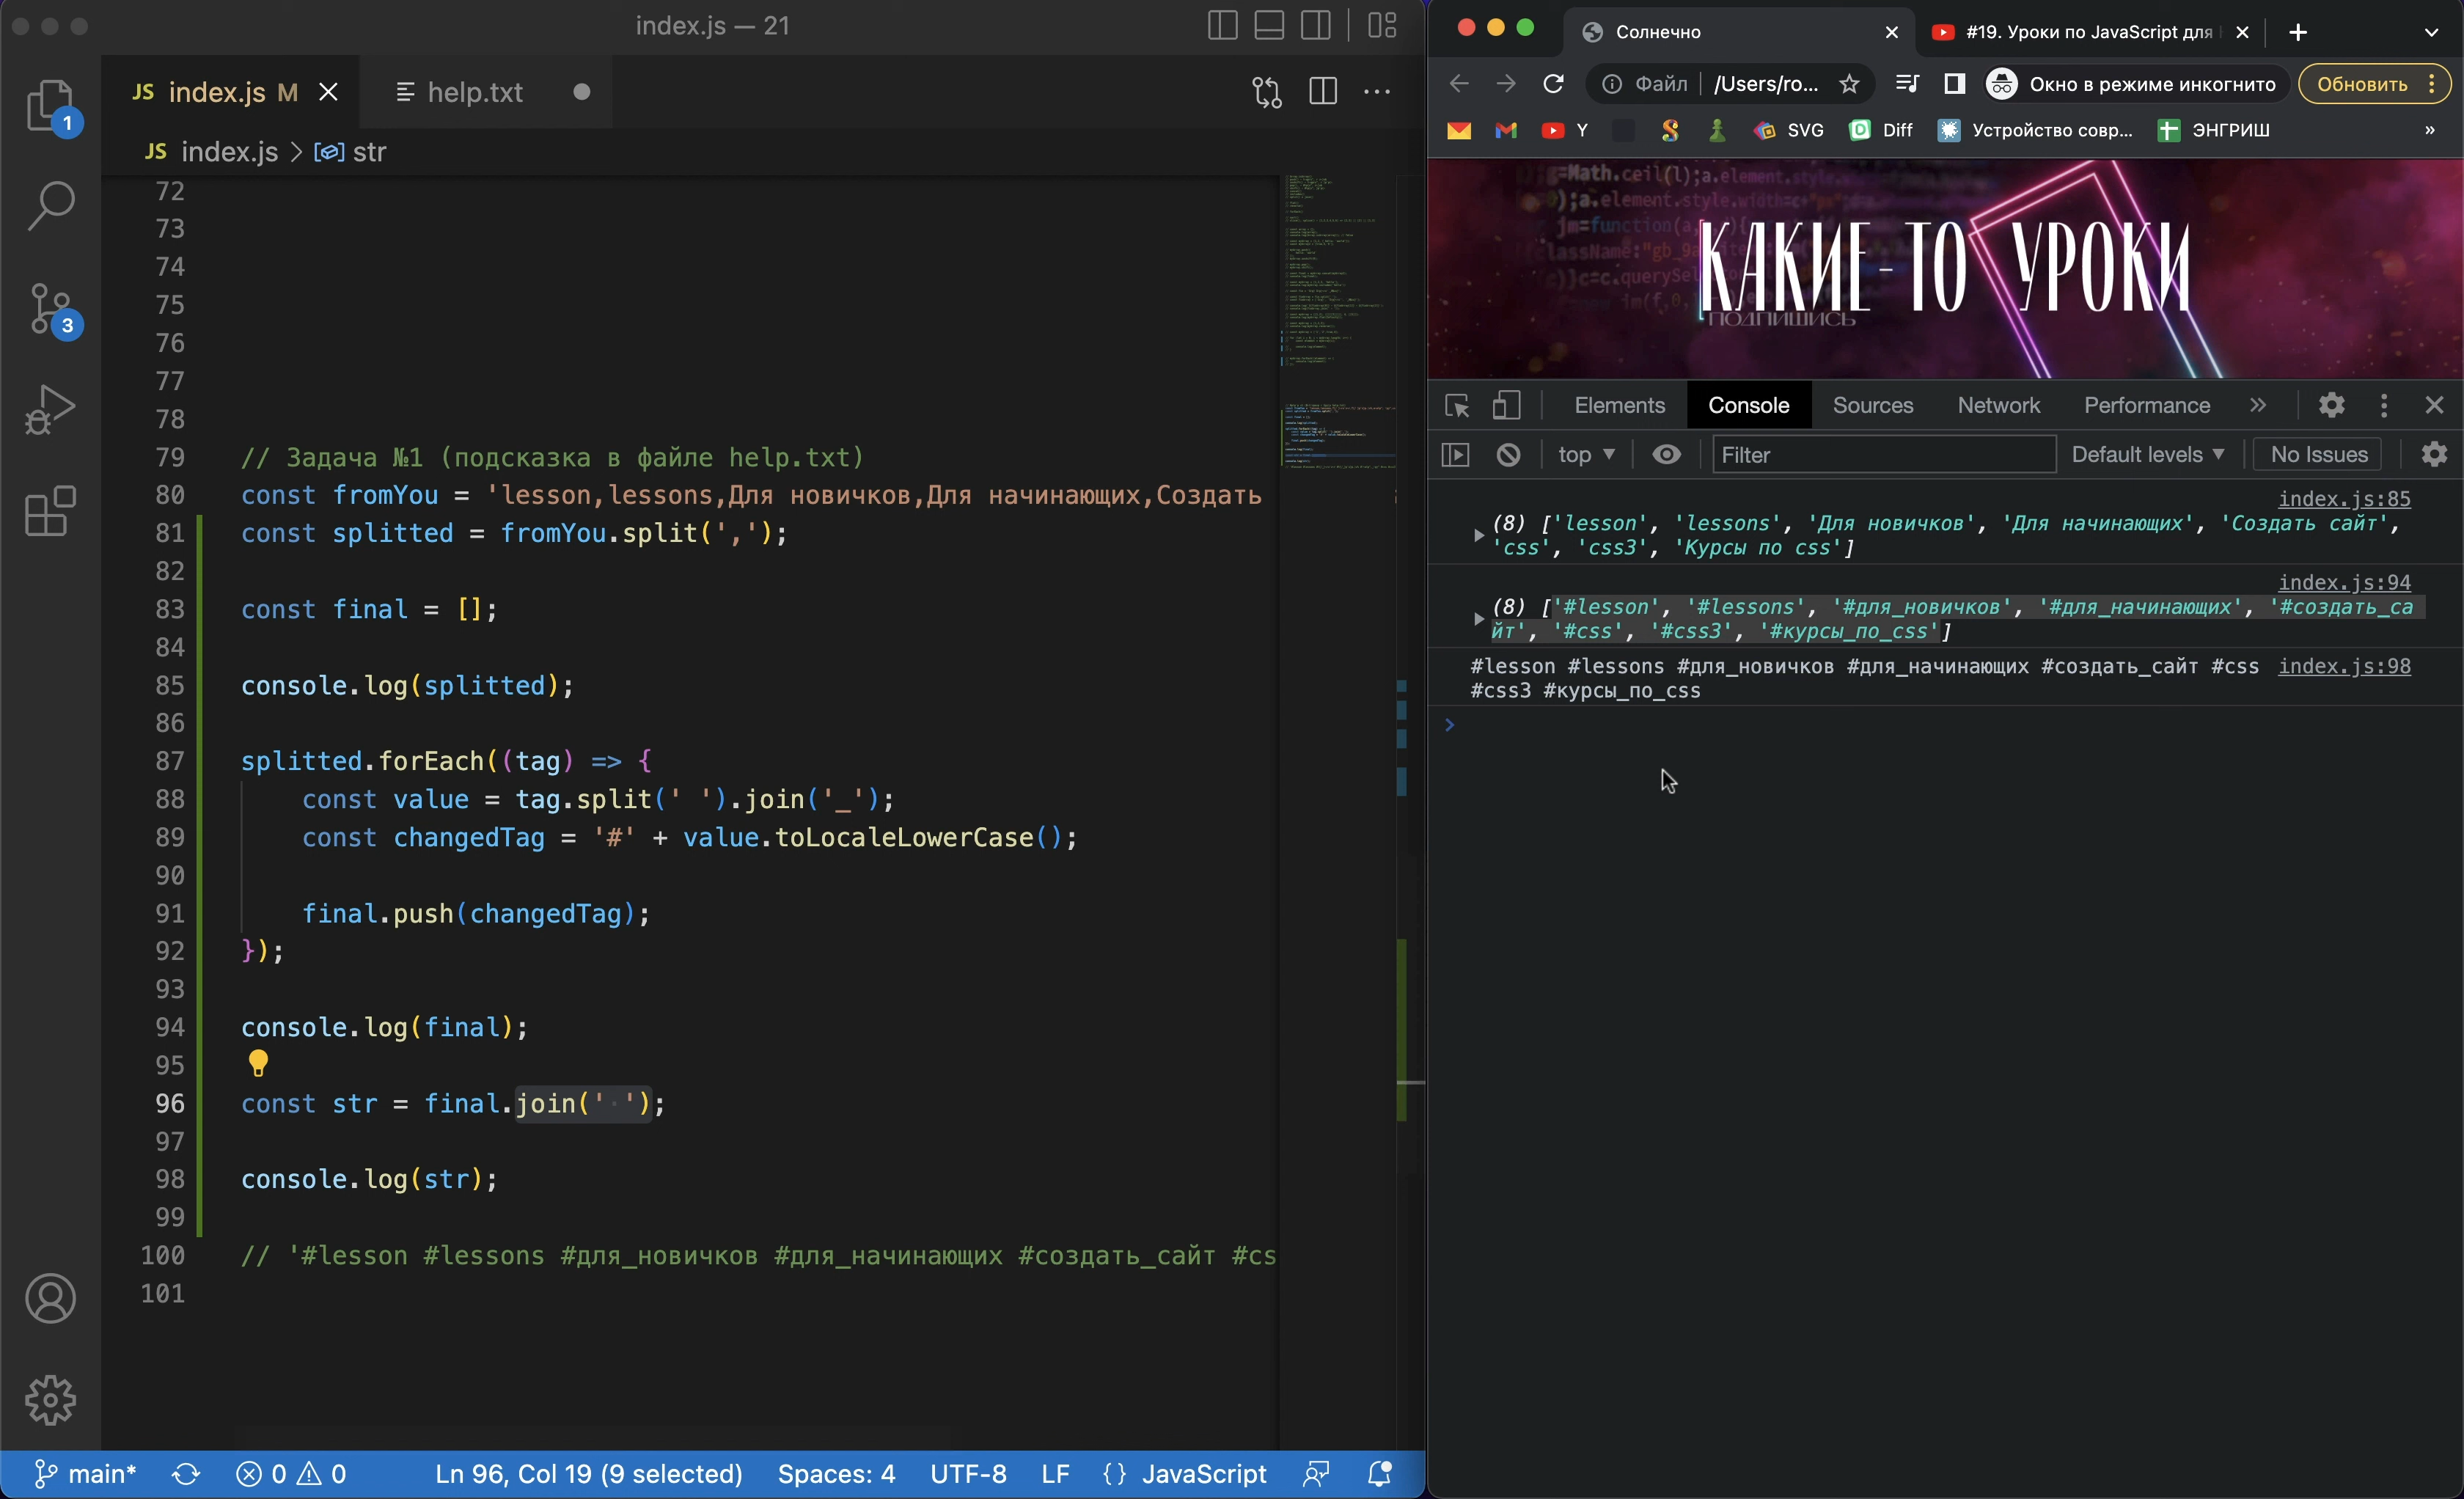 index.js — 21
JS index.js M
help.txt
JS index.js > str
72
73
74
75
76
77
78
79 // Задача №1 (подсказка в файле help.txt)
80 const fromYou = 'lesson,lessons,Для новичков,Для начинающих,Создать
81 const splitted = fromYou.split(',');
82
83 const final = [];
84
85 console.log(splitted);
86
87 splitted.forEach((tag) => {
88 const value = tag.split(' ').join('_');
89 const changedTag = '#' + value.toLocaleLowerCase();
90
91 final.push(changedTag);
92 });
93
94 console.log(final);
95
96 const str = final.join(' ');
97
98 console.log(str);
99
100 // '#lesson #lessons #для_новичков #для_начинающих #создать_сайт #cs
101
1
3
main* 0 0 Ln 96, Col 19 (9 selected) Spaces: 4 UTF-8 LF {} JavaScript
Солнечно
#19. Уроки по JavaScript для
Файл /Users/ro... Окно в режиме инкогнито Обновить
Y SVG Diff Устройство совр... ЭНГРИШ »
КАКИЕ-ТО УРОКИ
ПОДПИШИСЬ
Elements Console Sources Network Performance »
top Filter Default levels No Issues
index.js:85
(8) ['lesson', 'lessons', 'Для новичков', 'Для начинающих', 'Создать сайт',
'css', 'css3', 'Курсы по css']
index.js:94
(8) ['#lesson', '#lessons', '#для_новичков', '#для_начинающих', '#создать_са
йт', '#css', '#css3', '#курсы_по_css']
#lesson #lessons #для_новичков #для_начинающих #создать_сайт #css index.js:98
#css3 #курсы_по_css
>